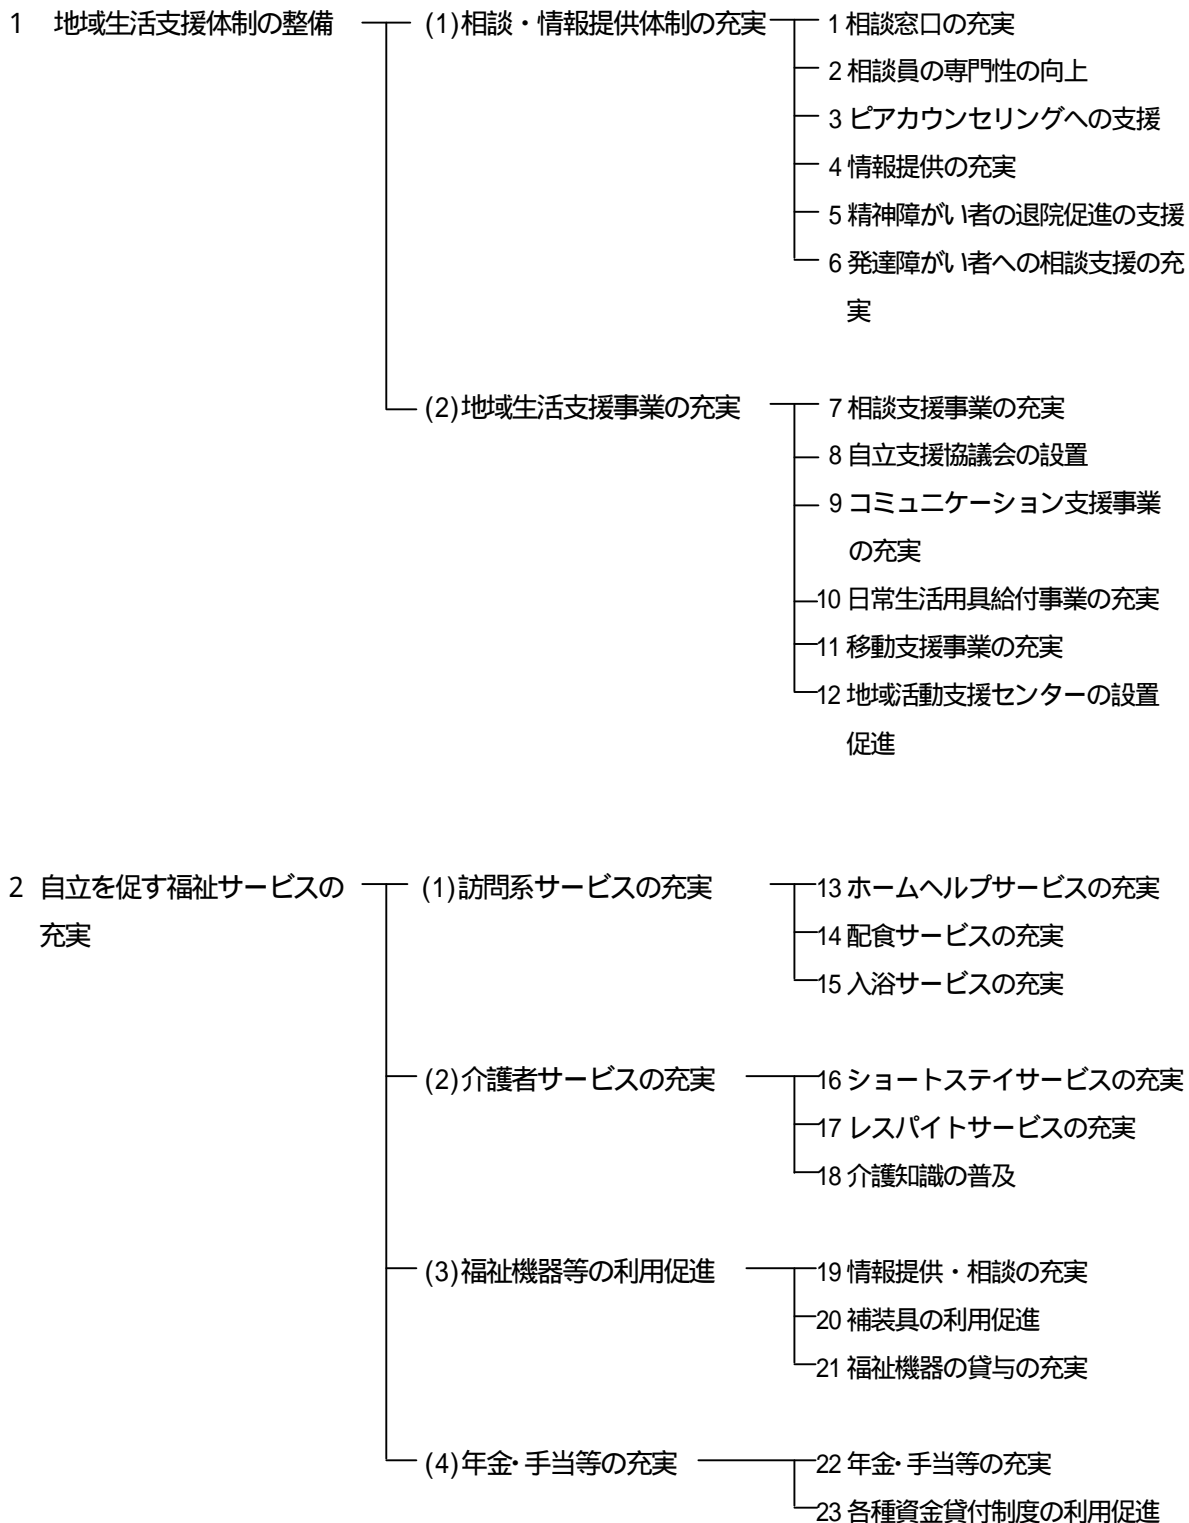 1 地域生活支援体制の整備 (1)相談・情報提供体制の充実 1 相談窓口の充実
2 相談員の専門性の向上
3 ピアカウンセリングへの支援
4 情報提供の充実
5 精神障がい者の退院促進の支援
6 発達障がい者への相談支援の充
実
(2)地域生活支援事業の充実 7 相談支援事業の充実
8 自立支援協議会の設置
9 コミュニケーション支援事業
の充実
10 日常生活用具給付事業の充実
11 移動支援事業の充実
12 地域活動支援センターの設置
促進
2 自立を促す福祉サービスの (1)訪問系サービスの充実 13 ホームヘルプサービスの充実
充実 14 配食サービスの充実
15 入浴サービスの充実
(2)介護者サービスの充実 16 ショートステイサービスの充実
17 レスパイトサービスの充実
18 介護知識の普及
(3)福祉機器等の利用促進 19 情報提供・相談の充実
20 補装具の利用促進
21 福祉機器の貸与の充実
(4)年金・手当等の充実 22 年金・手当等の充実
23 各種資金貸付制度の利用促進